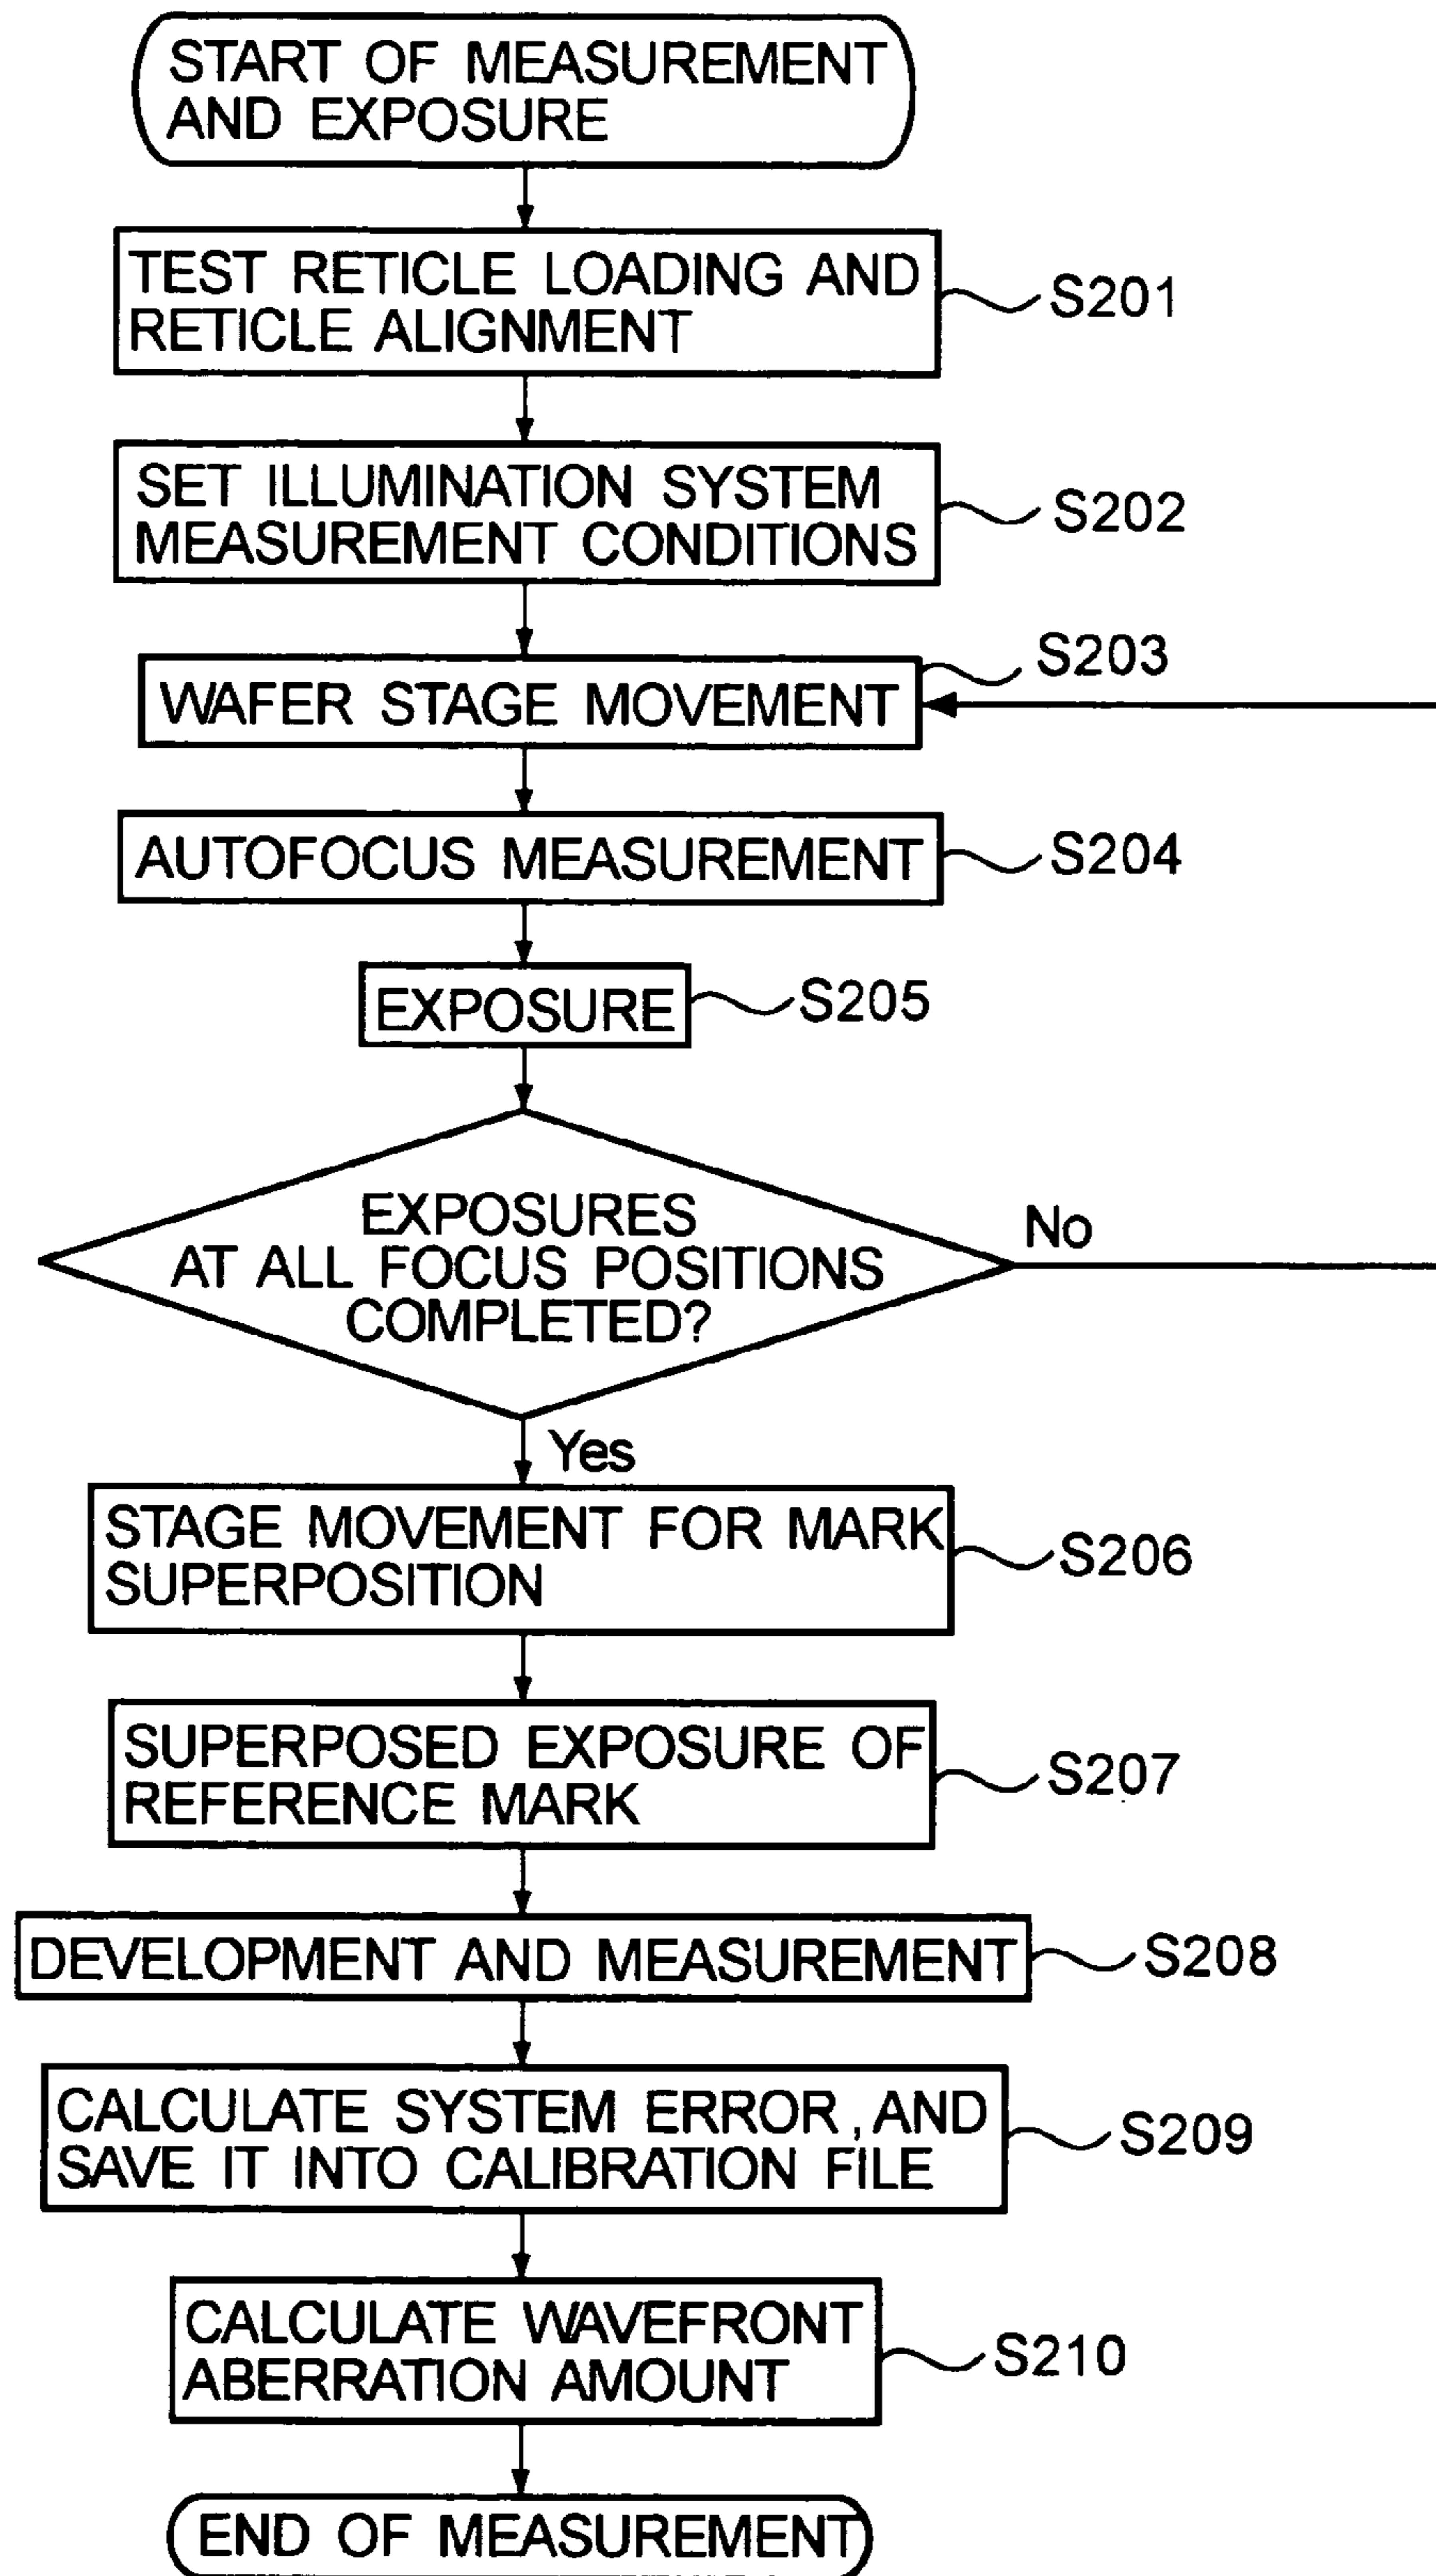 START OF MEASUREMENT
AND EXPOSURE
TEST RETICLE LOADING AND
RETICLE ALIGNMENT
S201
SET ILLUMINATION SYSTEM
MEASUREMENT CONDITIONS
S202
WAFER STAGE MOVEMENT
S203
AUTOFOCUS MEASUREMENT
S204
EXPOSURE
S205
EXPOSURES
AT ALL FOCUS POSITIONS
COMPLETED?
No
Yes
STAGE MOVEMENT FOR MARK
SUPERPOSITION
S206
SUPERPOSED EXPOSURE OF
REFERENCE MARK
S207
DEVELOPMENT AND MEASUREMENT
S208
CALCULATE SYSTEM ERROR, AND
SAVE IT INTO CALIBRATION FILE
S209
CALCULATE WAVEFRONT
ABERRATION AMOUNT
S210
END OF MEASUREMENT